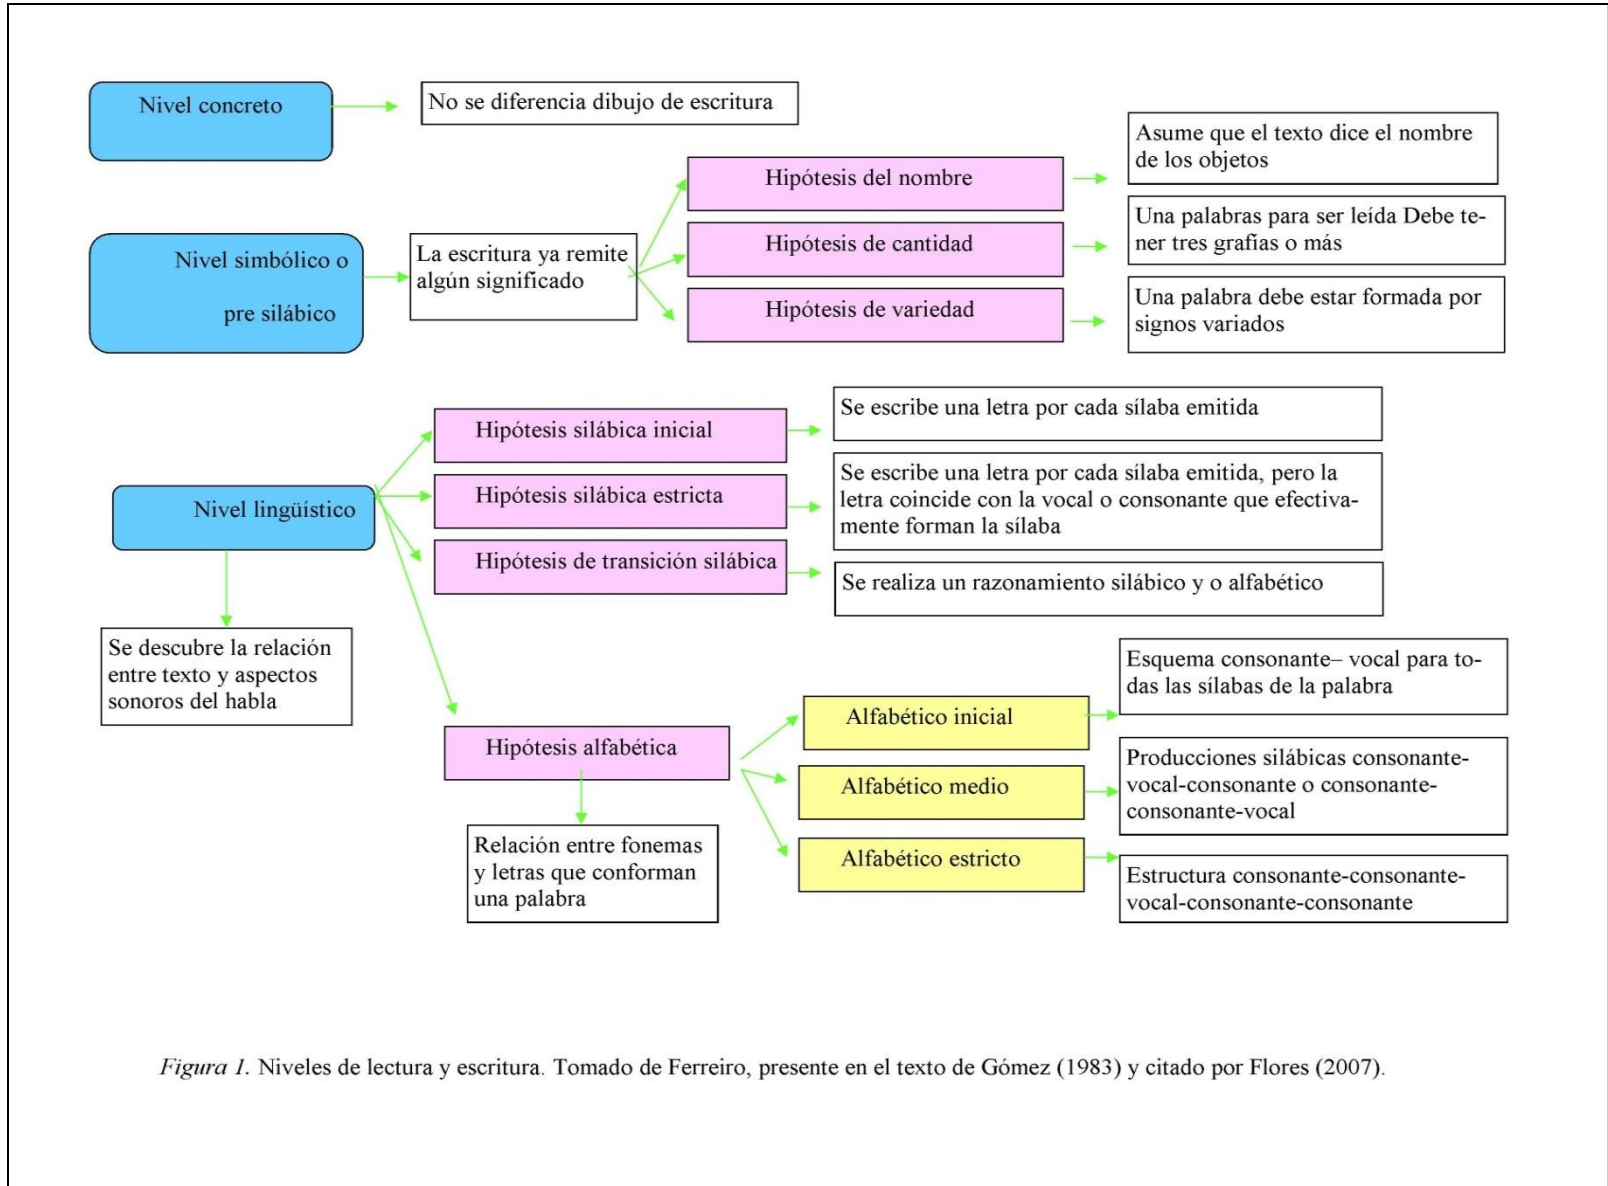 Nivel concreto
No se diferencia dibujo de escritura
Nivel simbólico o
pre silábico
La escritura ya remite
algún significado
Hipótesis del nombre
Asume que el texto dice el nombre
de los objetos
Hipótesis de cantidad
Una palabras para ser leída Debe te-
ner tres grafías o más
Hipótesis de variedad
Una palabra debe estar formada por
signos variados
Nivel lingüístico
Se descubre la relación
entre texto y aspectos
sonoros del habla
Hipótesis silábica inicial
Se escribe una letra por cada sílaba emitida
Hipótesis silábica estricta
Se escribe una letra por cada sílaba emitida, pero la
letra coincide con la vocal o consonante que efectiva-
mente forman la sílaba
Hipótesis de transición silábica
Se realiza un razonamiento silábico y o alfabético
Hipótesis alfabética
Relación entre fonemas
y letras que conforman
una palabra
Alfabético inicial
Esquema consonante– vocal para to-
das las sílabas de la palabra
Alfabético medio
Producciones silábicas consonante-
vocal-consonante o consonante-
consonante-vocal
Alfabético estricto
Estructura consonante-consonante-
vocal-consonante-consonante
Figura 1. Niveles de lectura y escritura. Tomado de Ferreiro, presente en el texto de Gómez (1983) y citado por Flores (2007).